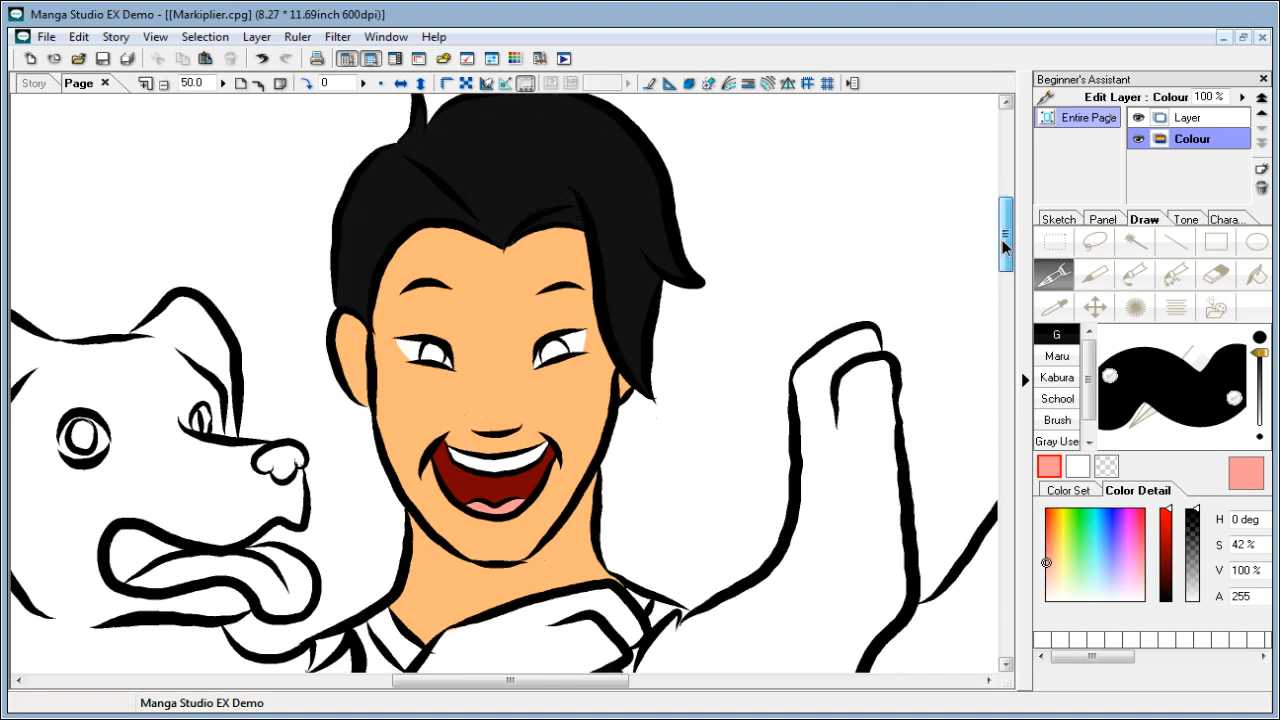 Manga Studio EX Demo - [[Markiplier.cpg] (8.27 * 11.69inch 600dpi)]
File Edit Story View Selection Layer Ruler Filter Window Help
Story Page 50.0 0
Beginner's Assistant
Edit Layer : Colour 100 %
Entire Page Layer
Colour
Sketch Panel Draw Tone Chara...
G
Maru
Kabura
School
Brush
Gray Use
Color Set Color Detail
H 0 deg
S 42 %
V 100 %
A 255
Manga Studio EX Demo